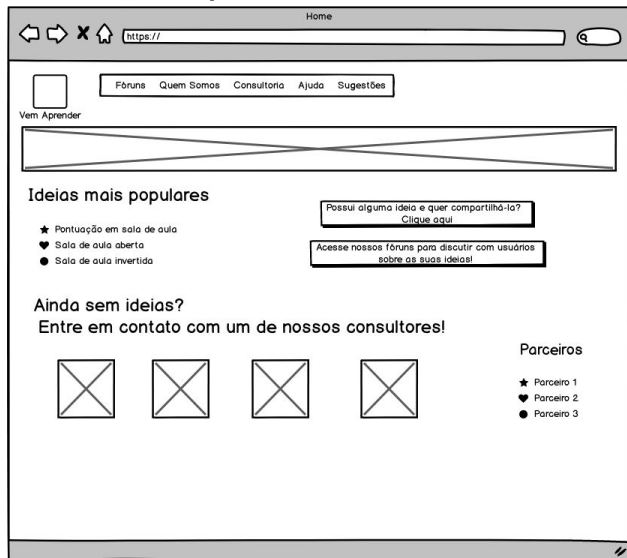 Home
https://
Fóruns Quem Somos Consultoria Ajuda Sugestões
Vem Aprender
Ideias mais populares
Pontuação em sala de aula
Sala de aula aberta
Sala de aula invertida
Possui alguma ideia e quer compartilhá-la?
Clique aqui
Acesse nossos fóruns para discutir com usuários
sobre as suas ideias!
Ainda sem ideias?
Entre em contato com um de nossos consultores!
Parceiros
Parceiro 1
Parceiro 2
Parceiro 3